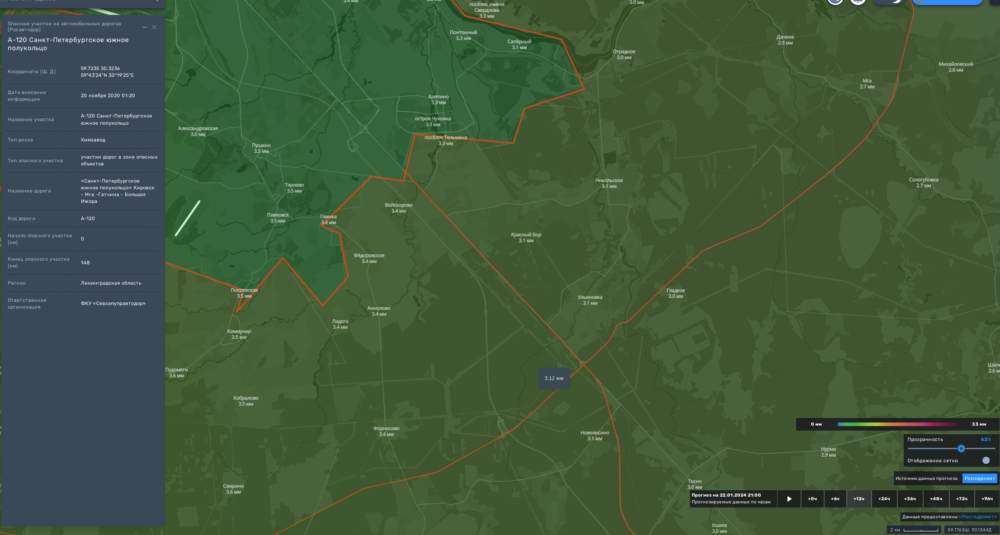 Опасные участки на автомобильных дорогах
(Росавтодор)
А-120 Санкт-Петербургское южное
полукольцо
Координаты (Ш, Д)
59.7235 30.3236
59°43'24"N 30°19'25"E
Дата внесения
информации
20 ноября 2020 01:20
Название участка
А-120 Санкт-Петербургское
южное полукольцо
Тип риска
Химзавод
Тип опасного участка
участки дорог в зоне опасных
объектов
Название дороги
«Санкт-Петербургское
южное полукольцо» Кировск
- Мга -Гатчина - Большая
Ижора
Код дороги
А-120
Начало опасного участка
(км)
0
Конец опасного участка
(км)
148
Регион
Ленинградская область
Ответственная
организация
ФКУ «Севзапуправтодор»
3.4 мм
посёлок имени
Свердлова
3.3 мм
3.0 мм
Понтонный
3.3 мм
Сапёрный
3.1 мм
Отрадное
3.0 мм
Дачное
2.9 мм
Михайловский
2.6 мм
Мга
2.7 мм
Колпино
3.3 мм
остров Чухонка
3.3 мм
посёлок Тельмана
3.3 мм
Александровская
3.6 мм
Пушкин
3.5 мм
Тярлево
3.5 мм
Никольское
3.1 мм
Сологубовка
2.7 мм
Войскорово
3.4 мм
Павловск
3.5 мм
Глинка
3.4 мм
Красный Бор
3.1 мм
Фёдоровское
3.4 мм
Покровская
3.5 мм
Ульяновка
3.1 мм
Гладкое
3.0 мм
Аннолово
3.4 мм
Ладога
3.4 мм
Коммунар
3.5 мм
Пудомяги
3.6 мм
3.12 мм
Шапк
2.6 м
Кобралово
3.5 мм
Форносово
3.4 мм
Новолисино
3.1 мм
Нурма
2.9 мм
Семрино
3.6 мм
Тосно
3.0 мм
Ушаки
3.0 мм
0 мм
33 мм
Прозрачность
62%
Отображение сетки
Источник данных прогноза
Росгидромет
Прогноз на 22.01.2024 21:00
Прогнозируемые данные по часам
+0ч
+6ч
+12ч
+24ч
+36ч
+48ч
+72ч
+96ч
Данные предоставлены «Росгидромет»
2 км
59.7763Ш, 30.1344Д